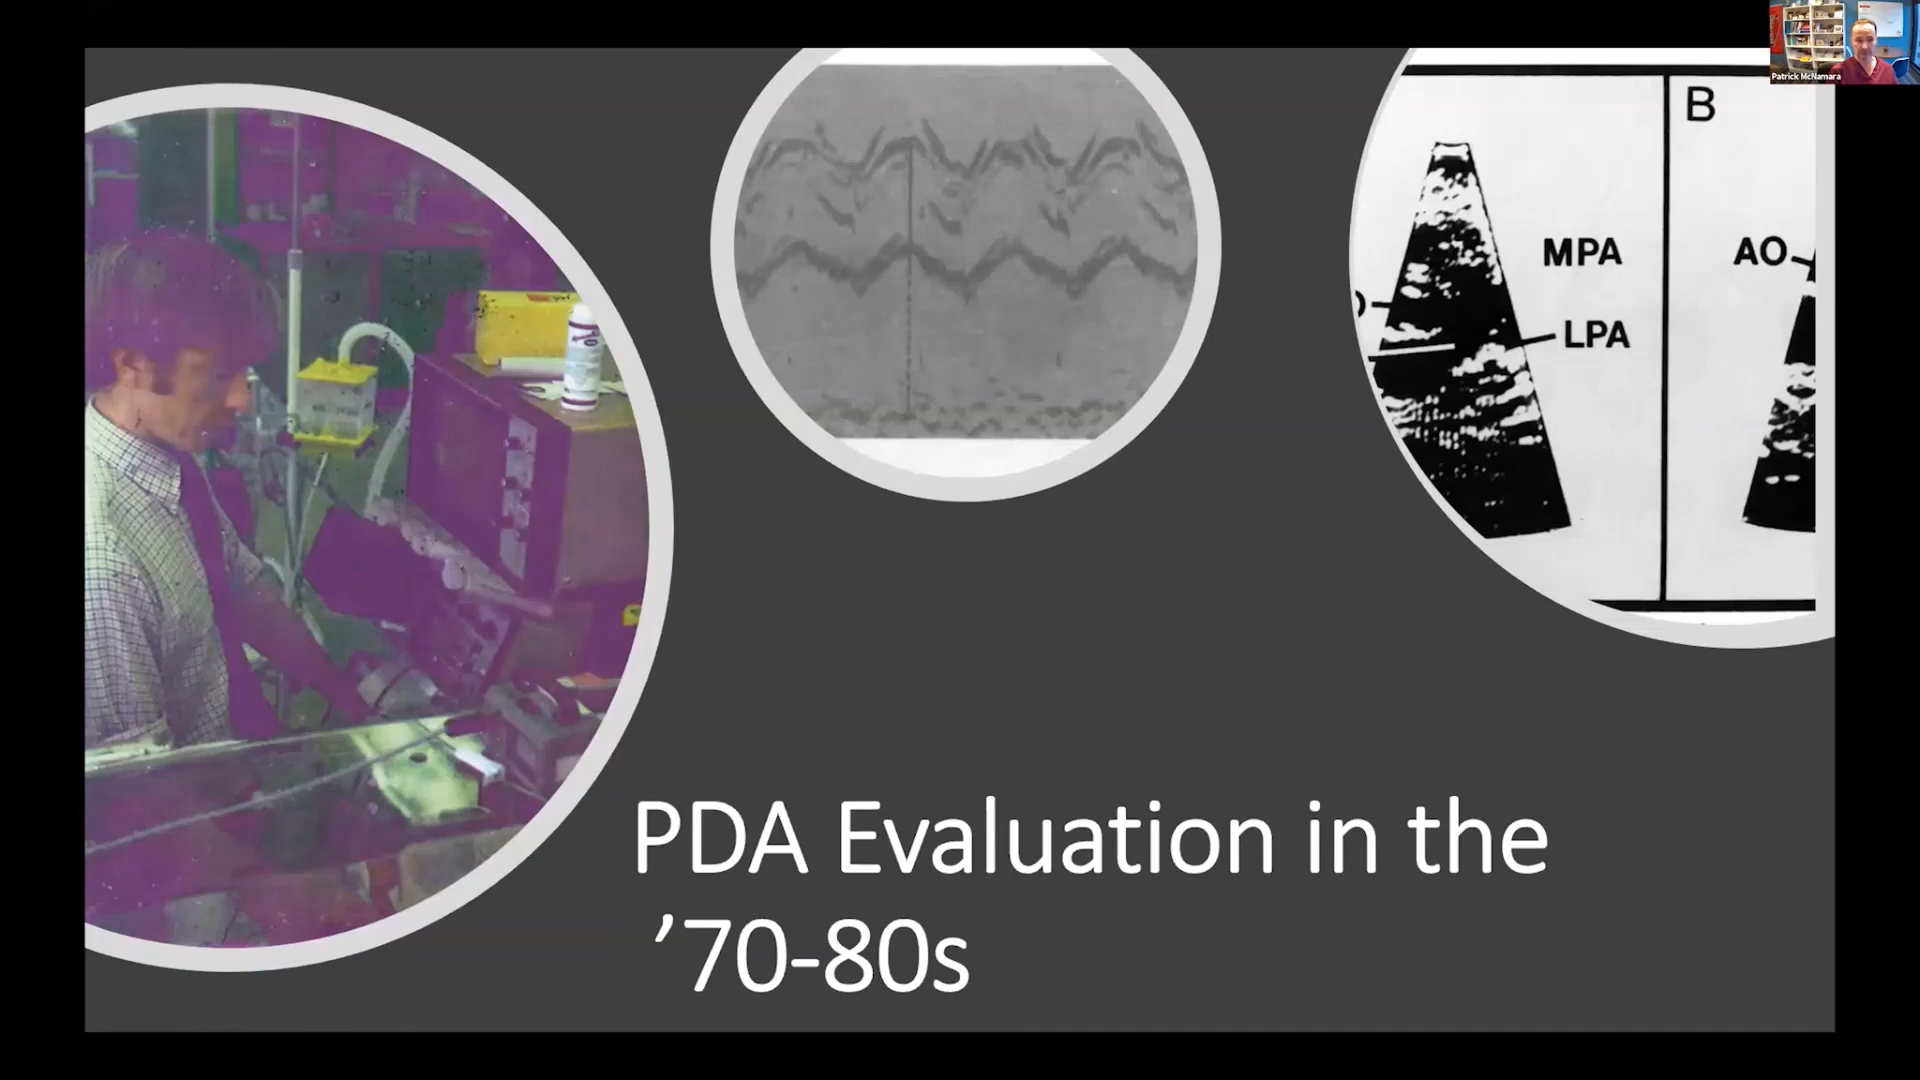 Patrick McNamara
B
MPA
AO
LPA
PDA Evaluation in the
’70-80s